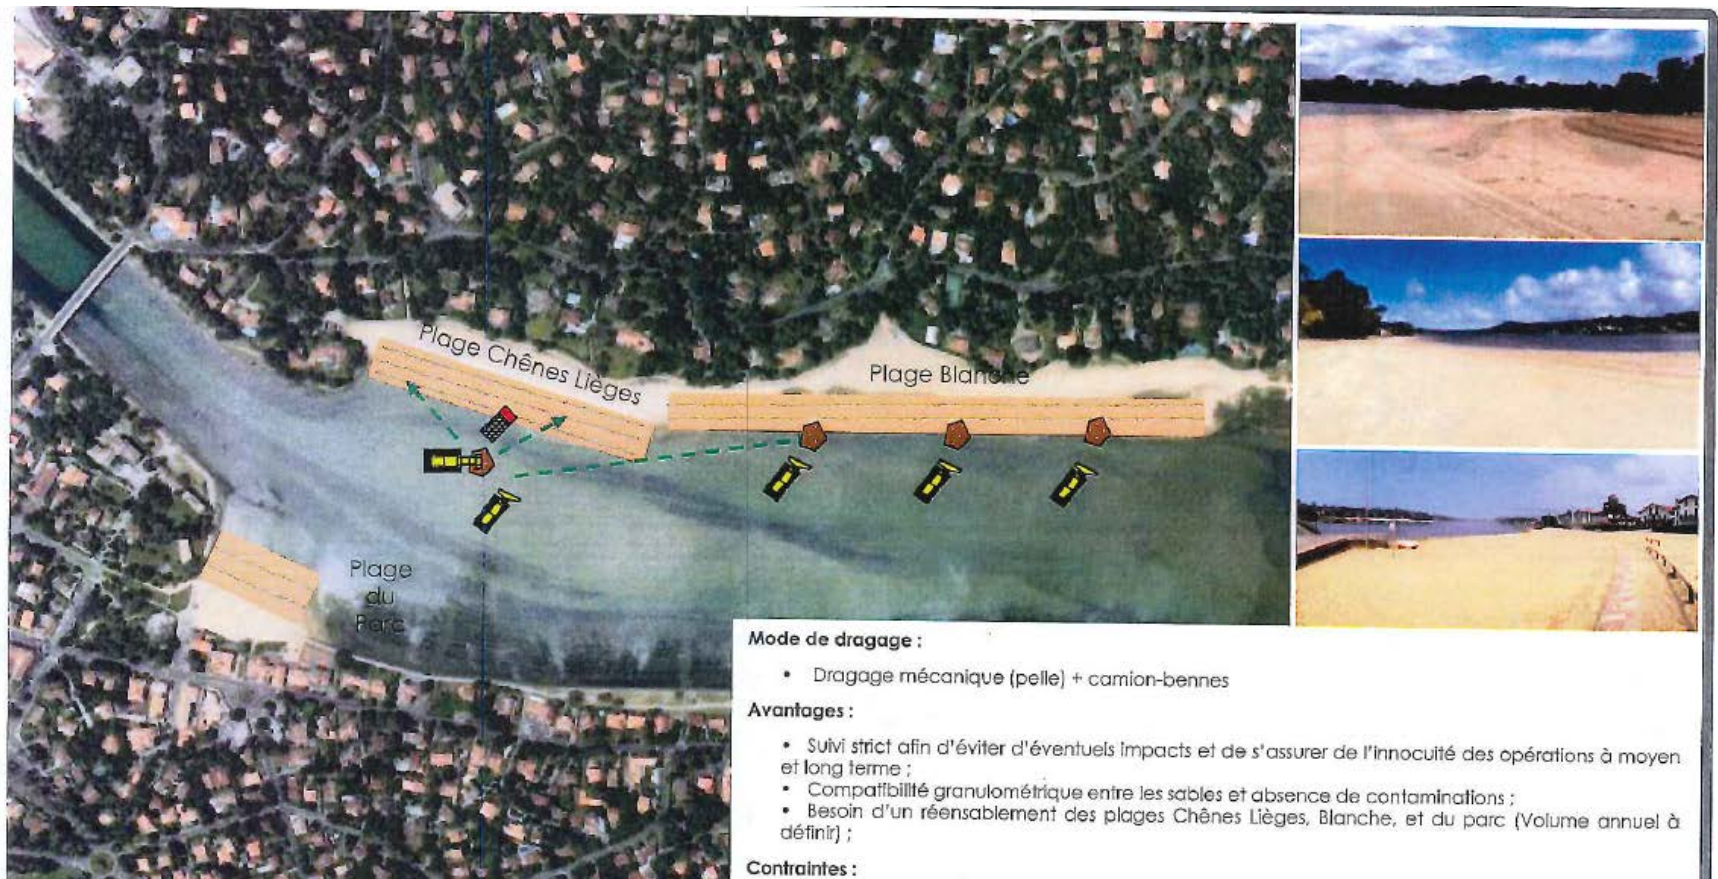 Plage Chênes Lièges
Plage Blanche
Plage
du
Parc
Mode de dragage :
• Dragage mécanique (pelle) + camion-bennes
Avantages :
• Suivi strict afin d'éviter d'éventuels impacts et de s'assurer de l'innocuité des opérations à moyen
et long terme ;
• Compatibilité granulométrique entre les sables et absence de contaminations ;
• Besoin d'un réensablement des plages Chênes Lièges, Blanche, et du parc (Volume annuel à
définir) ;
Contraintes :